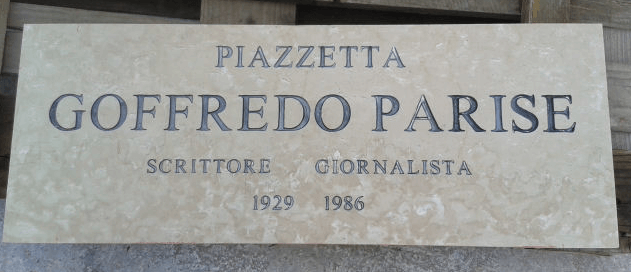 PIAZZETTA
GOFFREDO PARISE
SCRITTORE GIORNALISTA
1929 1986